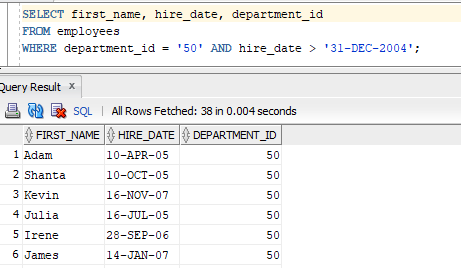 SELECT first_name, hire_date, department_id
FROM employees
WHERE department_id = '50' AND hire_date > '31-DEC-2004';
Query Result x
SQL | All Rows Fetched: 38 in 0.004 seconds
FIRST_NAME HIRE_DATE DEPARTMENT_ID
1 Adam 10-APR-05 50
2 Shanta 10-OCT-05 50
3 Kevin 16-NOV-07 50
4 Julia 16-JUL-05 50
5 Irene 28-SEP-06 50
6 James 14-JAN-07 50